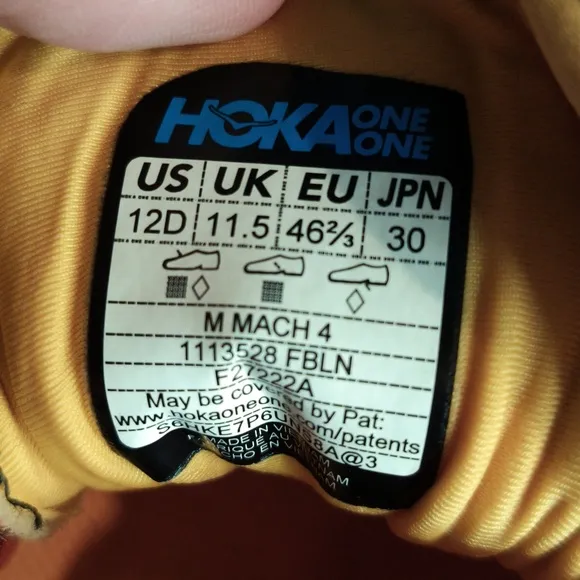 HOKA ONE ONE
US UK EU JPN
12D 11.5 46⅔ 30
M MACH 4
1113528 FBLN
F27222A
May be covered by Pat:
www.hokaoneone.com/patents
MADE IN VIETNAM